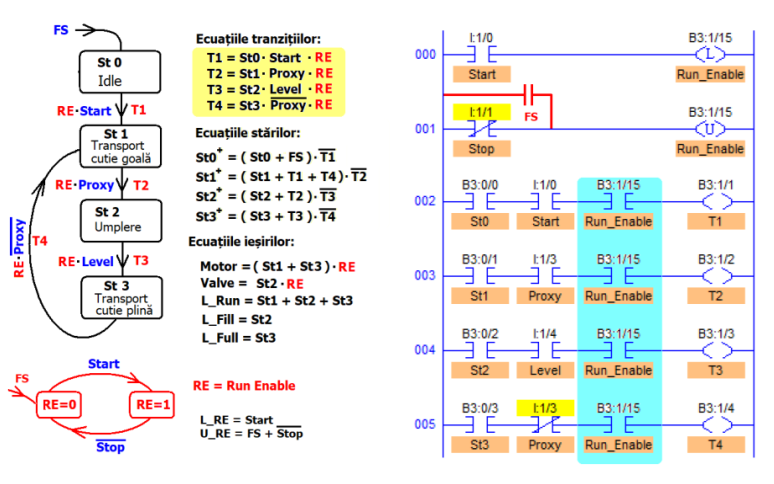 FS
St 0
Idle
RE·Start T1
St 1
Transport
cutie goală
RE·Proxy T2
St 2
Umplere
RE·Proxy T4
RE·Level T3
St 3
Transport
cutie plină
Start
FS
RE=0 RE=1
Stop
Ecuațiile tranzițiilor:
T1 = St0· Start · RE
T2 = St1· Proxy · RE
T3 = St2· Level · RE
T4 = St3· Proxy · RE
Ecuațiile stărilor:
St0+ = ( St0 + FS )· T1
St1+ = ( St1 + T1 + T4 )· T2
St2+ = ( St2 + T2 )· T3
St3+ = ( St3 + T3 )· T4
Ecuațiile ieșirilor:
Motor = ( St1 + St3 ) · RE
Valve = St2 · RE
L_Run = St1 + St2 + St3
L_Fill = St2
L_Full = St3
RE = Run Enable
L_RE = Start
U_RE = FS + Stop
I:1/0 B3:1/15
000 L
Start Run_Enable
FS
I:1/1 B3:1/15
001 U
Stop Run_Enable
B3:0/0 I:1/0 B3:1/15 B3:1/1
002
St0 Start Run_Enable T1
B3:0/1 I:1/3 B3:1/15 B3:1/2
003
St1 Proxy Run_Enable T2
B3:0/2 I:1/4 B3:1/15 B3:1/3
004
St2 Level Run_Enable T3
B3:0/3 I:1/3 B3:1/15 B3:1/4
005
St3 Proxy Run_Enable T4